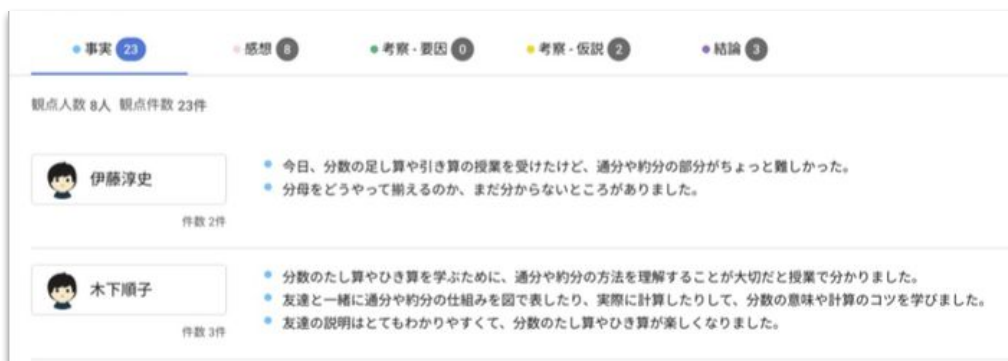 事実 23 感想 8 考察・要因 0 考察・仮説 2 結論 3
観点人数 8人 観点件数 23件
伊藤淳史
今日、分数の足し算や引き算の授業を受けたけど、通分や約分の部分がちょっと難しかった。
分母をどうやって揃えるのか、まだ分からないところがありました。
件数 2件
木下順子
分数のたし算やひき算を学ぶために、通分や約分の方法を理解することが大切だと授業で分かりました。
友達と一緒に通分や約分の仕組みを図で表したり、実際に計算したりして、分数の意味や計算のコツを学びました。
友達の説明はとてもわかりやすくて、分数のたし算やひき算が楽しくなりました。
件数 3件